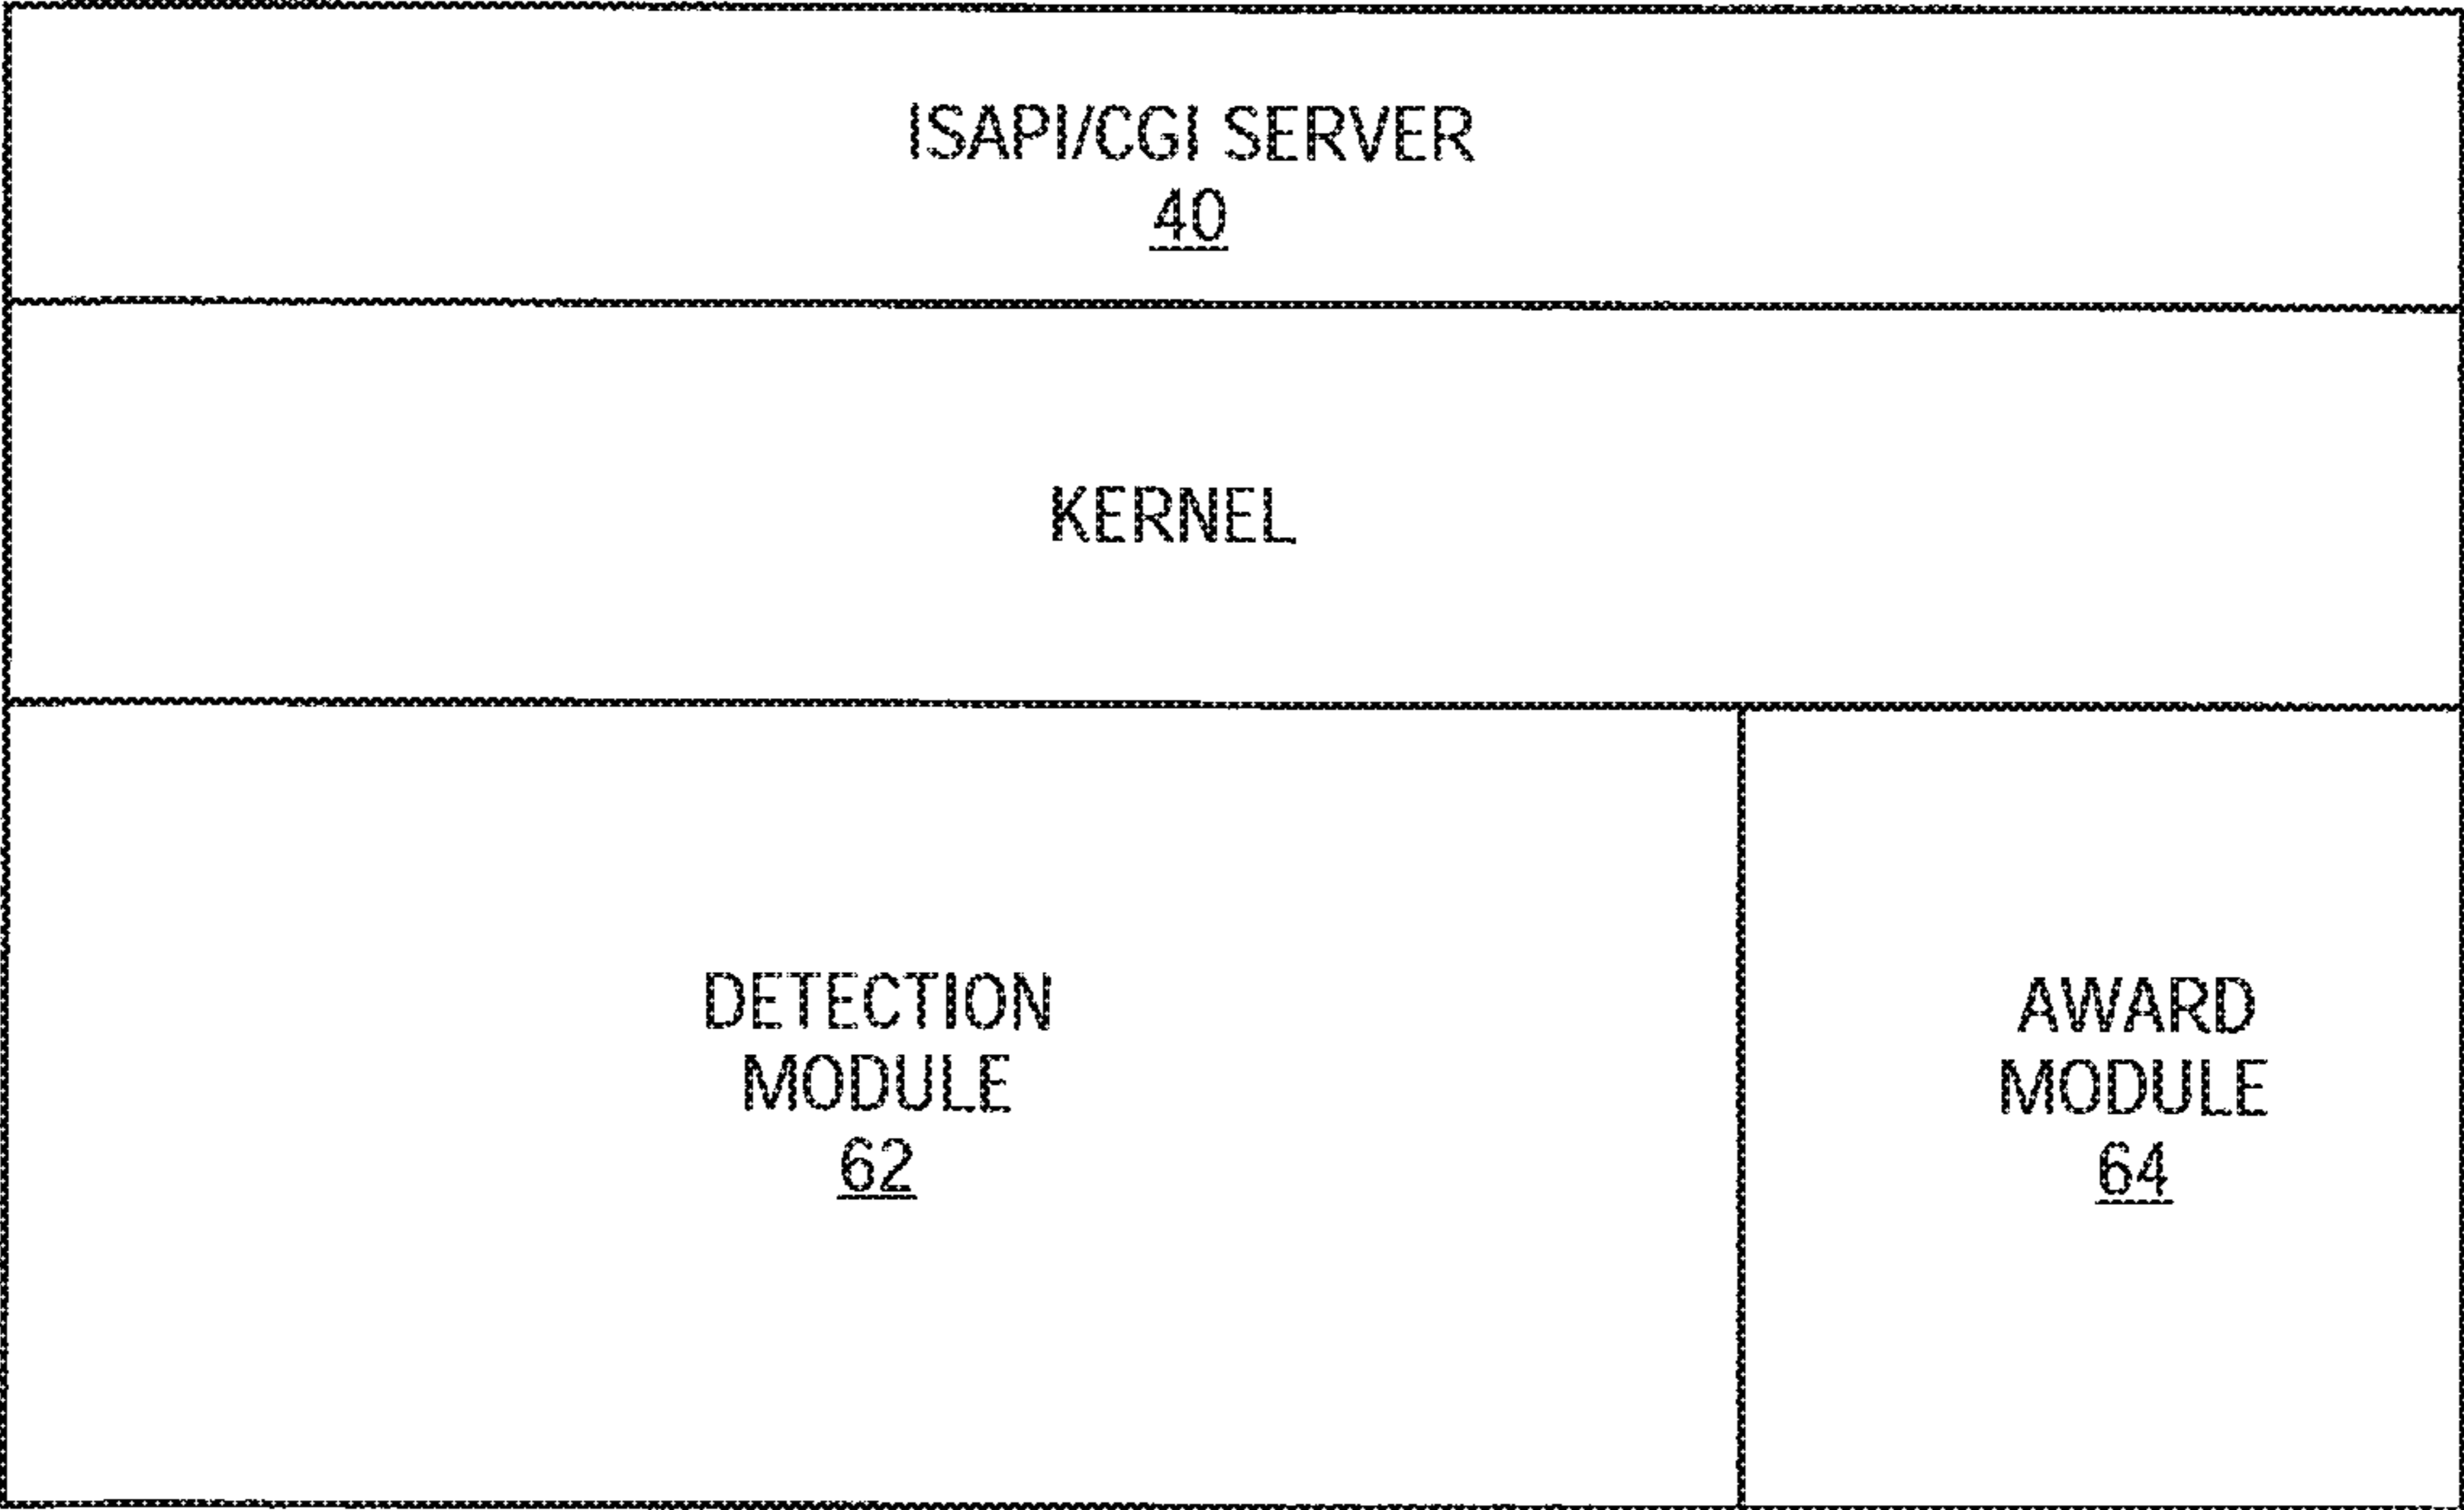 ISAPI/CGI SERVER
40
KERNEL
DETECTION
MODULE
62
AWARD
MODULE
64